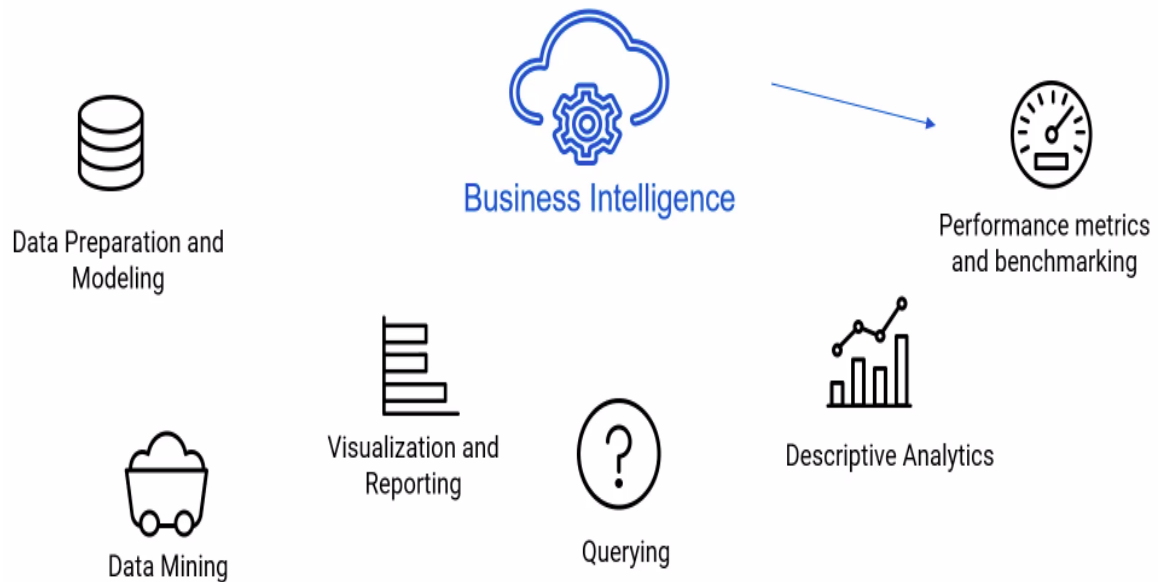 Business Intelligence
Data Preparation and
Modeling
Performance metrics
and benchmarking
Visualization and
Reporting
Descriptive Analytics
Data Mining
Querying